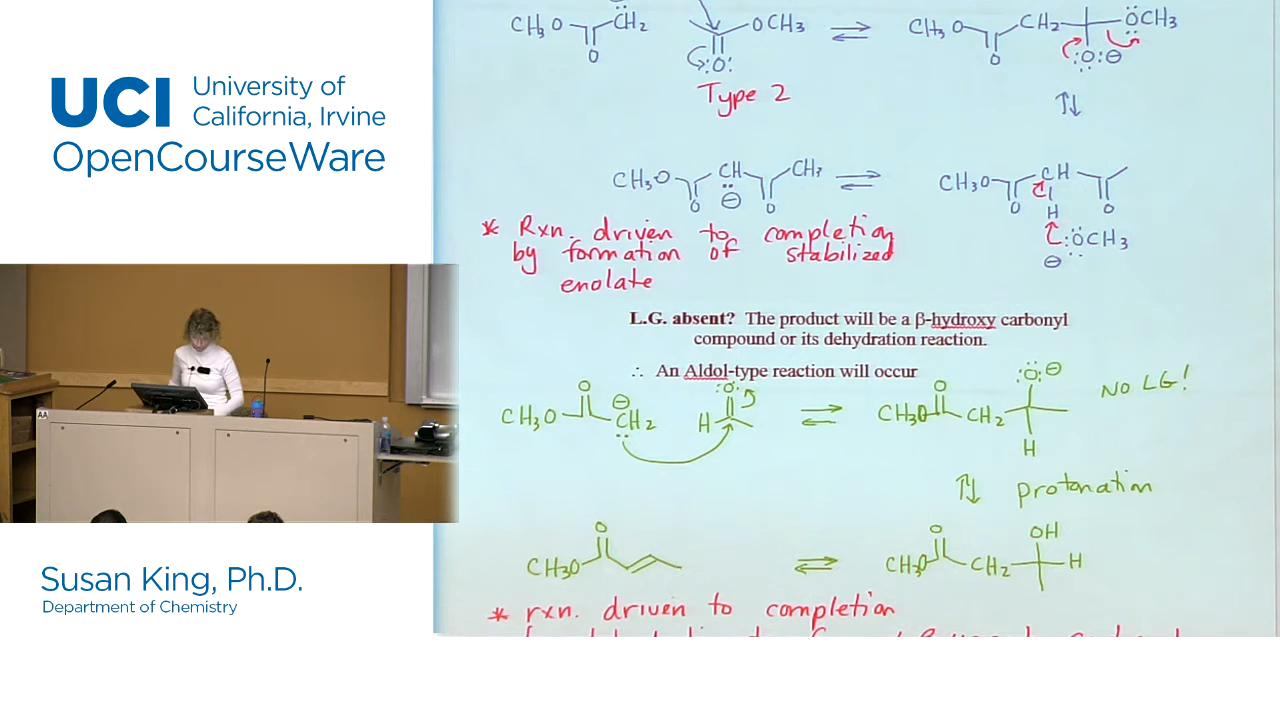 UCI University of
California, Irvine
OpenCourseWare
CH₃O CH₂ OCH₃ CH₃O CH₂ ÖCH₃
O :O: O :O:⊖
Type 2
CH₃O CH CH₃ CH₃O CH
O ⊖ O O H O
:ÖCH₃
⊖
* Rxn. driven to completion
by formation of stabilized
enolate
L.G. absent? The product will be a β-hydroxy carbonyl
compound or its dehydration reaction.
∴ An Aldol-type reaction will occur
O ⊖ :O: O :Ö:⊖
CH₃O CH₂ H CH₃O CH₂ NO LG!
H
protonation
O O OH
CH₃O CH₃O CH₂ H
* rxn. driven to completion
AA
Susan King, Ph.D.
Department of Chemistry